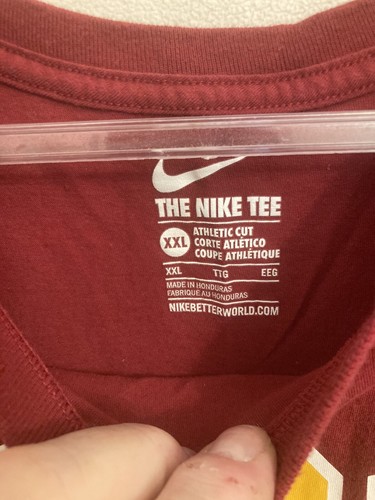 THE NIKE TEE
XXL
ATHLETIC CUT
CORTE ATLÉTICO
COUPE ATHLÉTIQUE
XXL TTG EEG
MADE IN HONDURAS
FABRIQUE AU HONDURAS
NIKEBETTERWORLD.COM